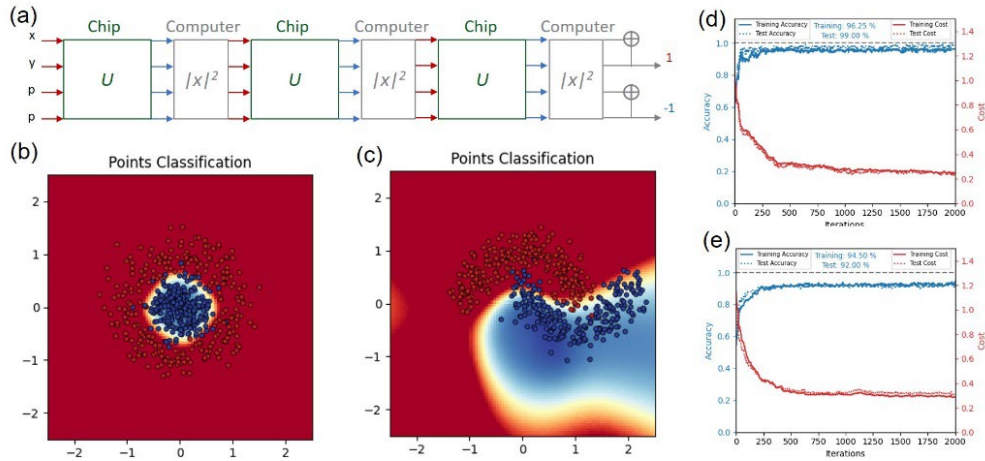 (a)
Chip Computer Chip Computer Chip Computer
x
y
p
p
U |x|² U |x|² U |x|²
1
-1
(b)
Points Classification
2
1
0
−1
−2
−2 −1 0 1 2
(c)
Points Classification
2
1
0
−1
−2
−2 −1 0 1 2
(d)
Training Accuracy
Test Accuracy
Training: 96.25 %
Test: 99.00 %
Training Cost
Test Cost
Accuracy
1.0
0.8
0.6
0.4
0.2
0.0
Cost
1.4
1.2
1.0
0.8
0.6
0.4
0.2
0.0
0 250 500 750 1000 1250 1500 1750 2000
Iterations
(e)
Training Accuracy
Test Accuracy
Training: 94.50 %
Test: 92.00 %
Training Cost
Test Cost
Accuracy
1.0
0.8
0.6
0.4
0.2
0.0
Cost
1.4
1.2
1.0
0.8
0.6
0.4
0.2
0.0
0 250 500 750 1000 1250 1500 1750 2000
Iterations